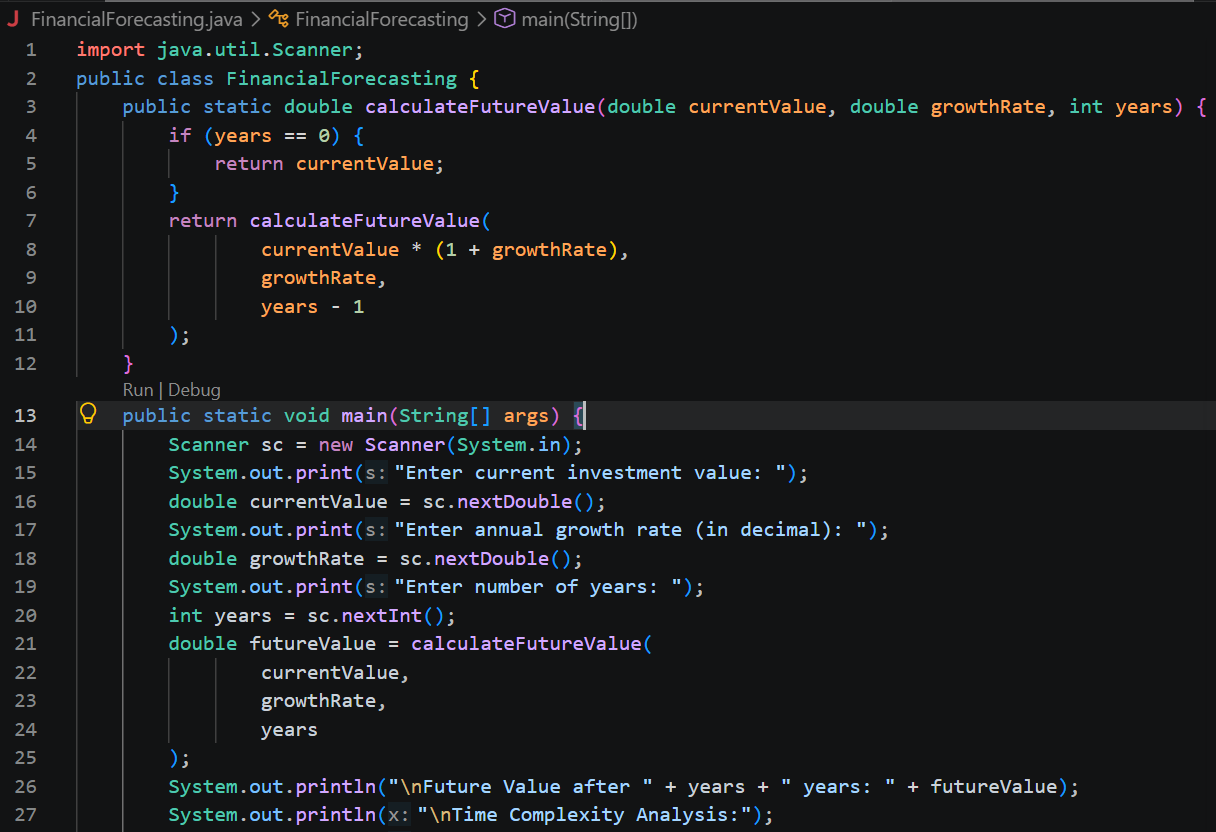 J FinancialForecasting.java > FinancialForecasting > main(String[])
1 import java.util.Scanner;
2 public class FinancialForecasting {
3     public static double calculateFutureValue(double currentValue, double growthRate, int years) {
4         if (years == 0) {
5             return currentValue;
6         }
7         return calculateFutureValue(
8                 currentValue * (1 + growthRate),
9                 growthRate,
10                 years - 1
11         );
12     }
Run | Debug
13     public static void main(String[] args) {
14         Scanner sc = new Scanner(System.in);
15         System.out.print(s: "Enter current investment value: ");
16         double currentValue = sc.nextDouble();
17         System.out.print(s: "Enter annual growth rate (in decimal): ");
18         double growthRate = sc.nextDouble();
19         System.out.print(s: "Enter number of years: ");
20         int years = sc.nextInt();
21         double futureValue = calculateFutureValue(
22                 currentValue,
23                 growthRate,
24                 years
25         );
26         System.out.println("\nFuture Value after " + years + " years: " + futureValue);
27         System.out.println(x: "\nTime Complexity Analysis:");